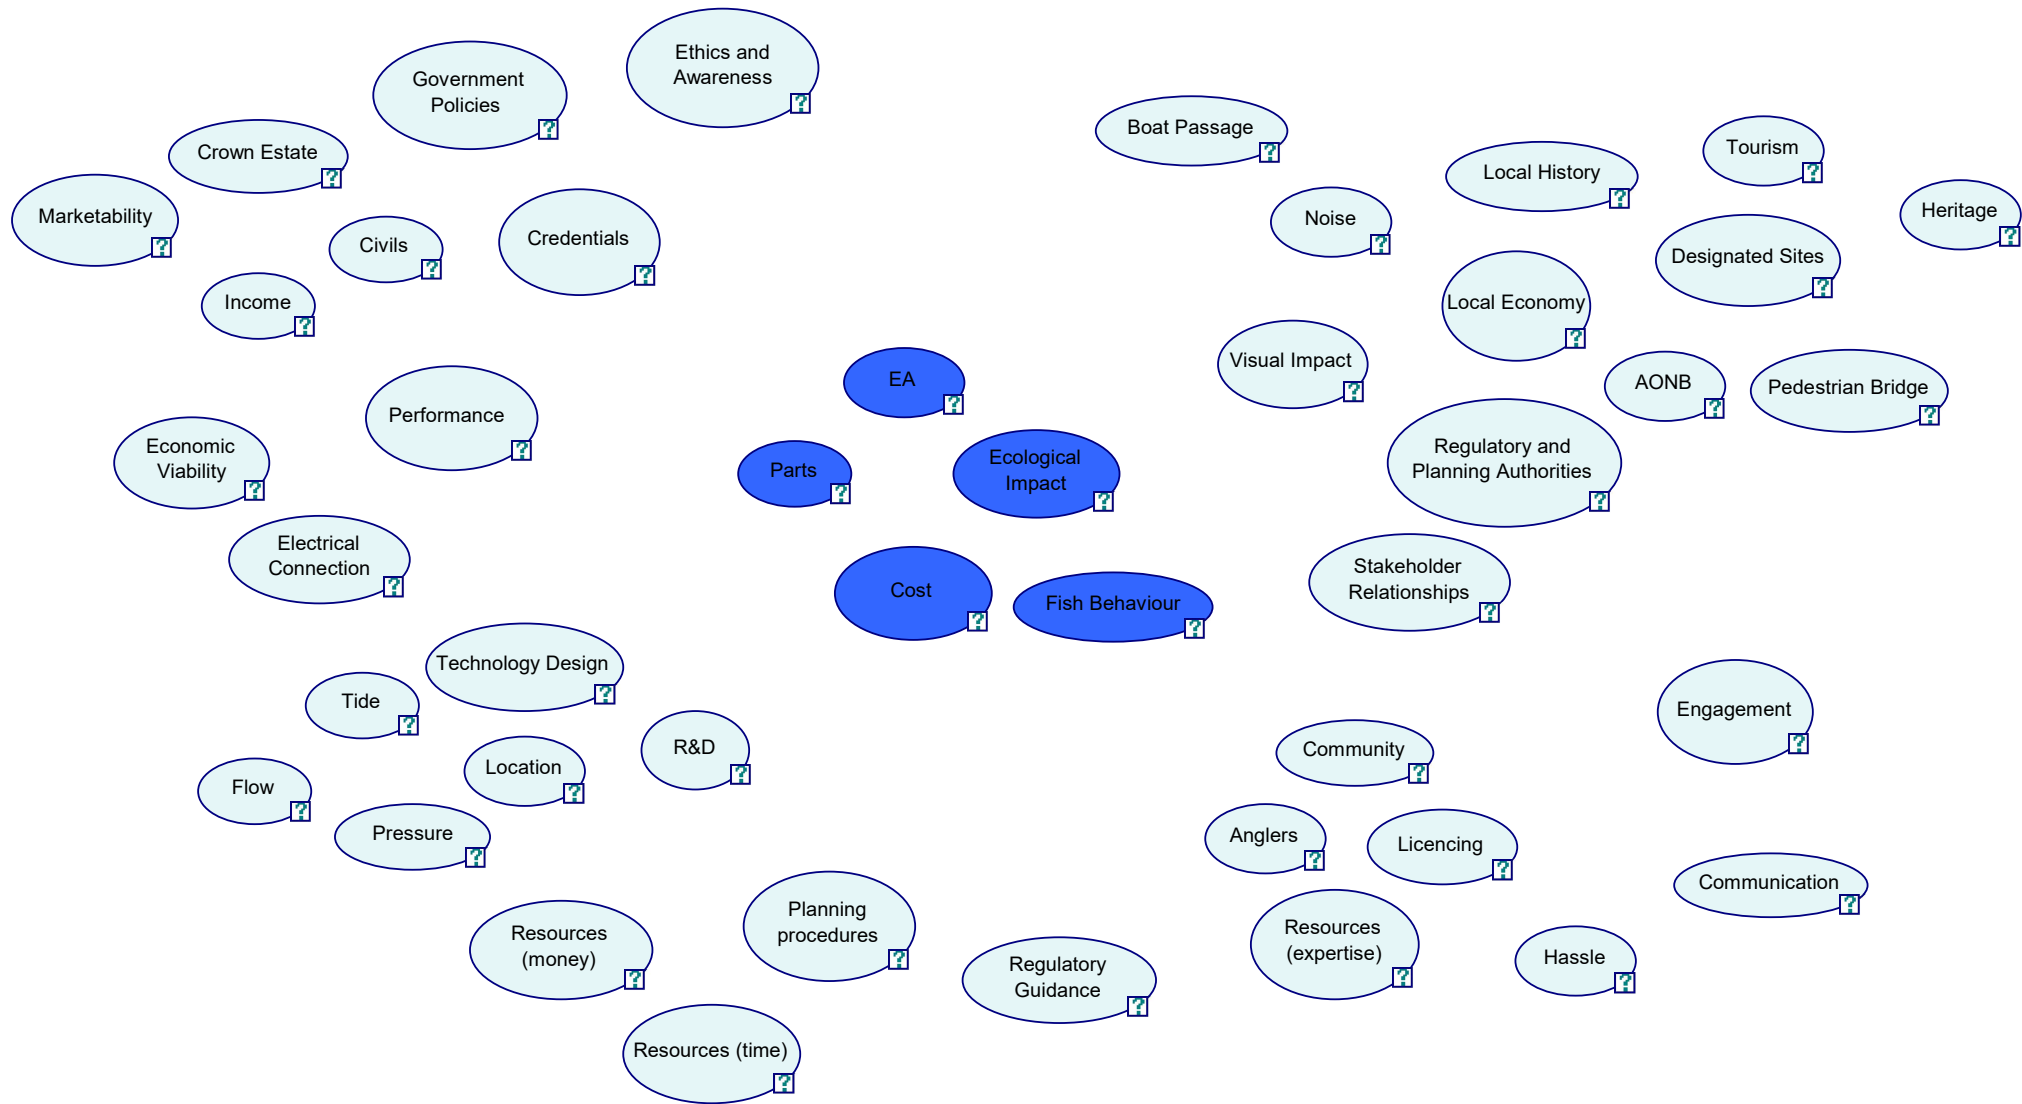 Ethics and
Awareness
Government
Policies
Boat Passage
Crown Estate
Tourism
Local History
Marketability
Heritage
Noise
Civils
Credentials
Designated Sites
Income
Local Economy
Visual Impact
EA
AONB
Pedestrian Bridge
Performance
Economic
Viability
Parts
Ecological
Impact
Regulatory and
Planning Authorities
Electrical
Connection
Cost
Fish Behaviour
Stakeholder
Relationships
Technology Design
Tide
Engagement
R&D
Community
Location
Flow
Pressure
Anglers
Licencing
Communication
Planning
procedures
Resources
(money)
Resources
(expertise)
Hassle
Regulatory
Guidance
Resources (time)